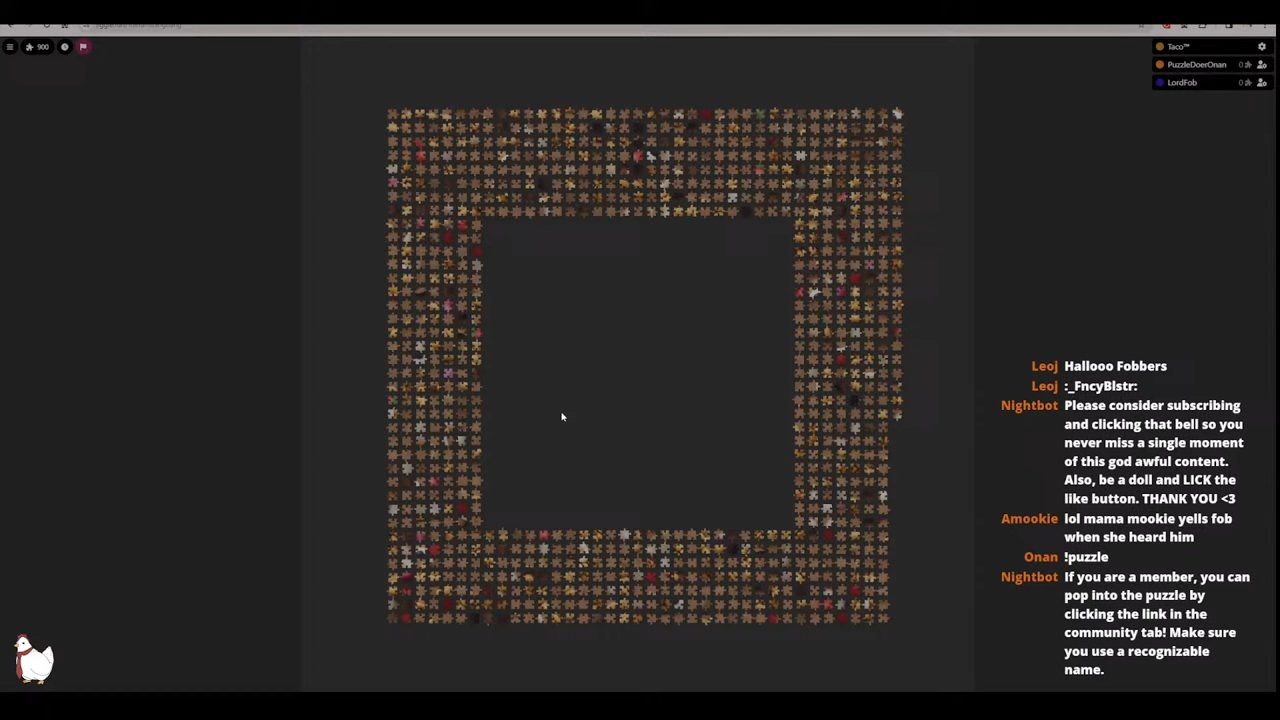 900
Taco™
PuzzleDoerOnan 0
LordFob 0
Leoj Hallooo Fobbers
Leoj :_FncyBlstr:
Nightbot Please consider subscribing
and clicking that bell so you
never miss a single moment
of this god awful content.
Also, be a doll and LICK the
like button. THANK YOU <3
Amookie lol mama mookie yells fob
when she heard him
Onan !puzzle
Nightbot If you are a member, you can
pop into the puzzle by
clicking the link in the
community tab! Make sure
you use a recognizable
name.